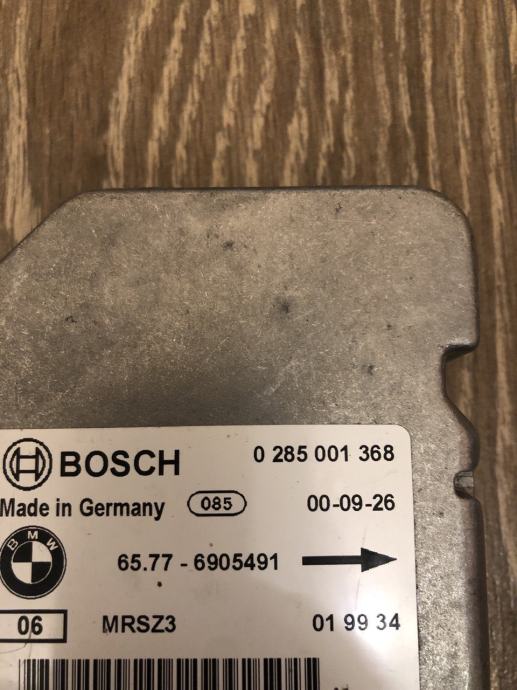 BOSCH 0 285 001 368
Made in Germany 085 00-09-26
BMW 65.77 - 6905491
06 MRSZ3 01 99 34